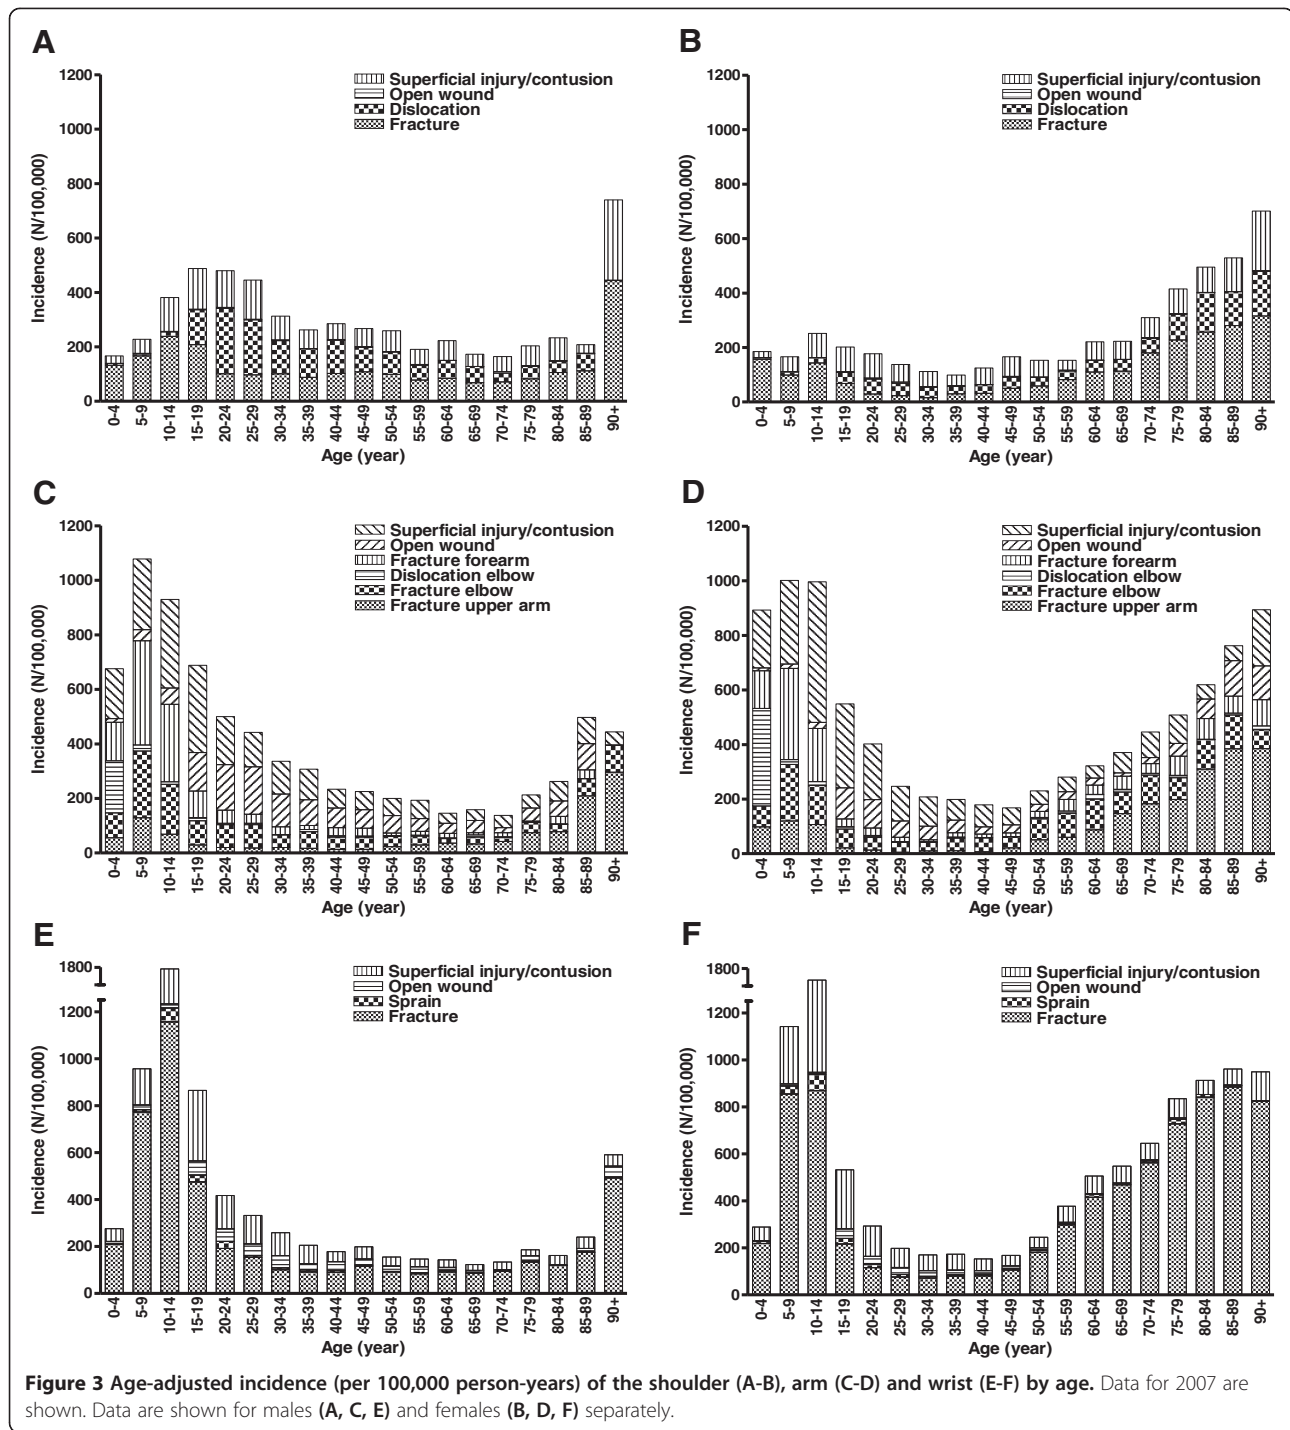 A
1200
1000
800
600
400
200
0
Incidence (N/100,000)
Superficial injury/contusion
Open wound
Dislocation
Fracture
0-4 5-9 10-14 15-19 20-24 25-29 30-34 35-39 40-44 45-49 50-54 55-59 60-64 65-69 70-74 75-79 80-84 85-89 90+
Age (year)
B
1200
1000
800
600
400
200
0
Incidence (N/100,000)
Superficial injury/contusion
Open wound
Dislocation
Fracture
0-4 5-9 10-14 15-19 20-24 25-29 30-34 35-39 40-44 45-49 50-54 55-59 60-64 65-69 70-74 75-79 80-84 85-89 90+
Age (year)
C
1200
1000
800
600
400
200
0
Incidence (N/100,000)
Superficial injury/contusion
Open wound
Fracture forearm
Dislocation elbow
Fracture elbow
Fracture upper arm
0-4 5-9 10-14 15-19 20-24 25-29 30-34 35-39 40-44 45-49 50-54 55-59 60-64 65-69 70-74 75-79 80-84 85-89 90+
Age (year)
D
1200
1000
800
600
400
200
0
Incidence (N/100,000)
Superficial injury/contusion
Open wound
Fracture forearm
Dislocation elbow
Fracture elbow
Fracture upper arm
0-4 5-9 10-14 15-19 20-24 25-29 30-34 35-39 40-44 45-49 50-54 55-59 60-64 65-69 70-74 75-79 80-84 85-89 90+
Age (year)
E
1800
1200
1000
800
600
400
200
0
Incidence (N/100,000)
Superficial injury/contusion
Open wound
Sprain
Fracture
0-4 5-9 10-14 15-19 20-24 25-29 30-34 35-39 40-44 45-49 50-54 55-59 60-64 65-69 70-74 75-79 80-84 85-89 90+
Age (year)
F
1800
1200
1000
800
600
400
200
0
Incidence (N/100,000)
Superficial injury/contusion
Open wound
Sprain
Fracture
0-4 5-9 10-14 15-19 20-24 25-29 30-34 35-39 40-44 45-49 50-54 55-59 60-64 65-69 70-74 75-79 80-84 85-89 90+
Age (year)
Figure 3 Age-adjusted incidence (per 100,000 person-years) of the shoulder (A-B), arm (C-D) and wrist (E-F) by age. Data for 2007 are
shown. Data are shown for males (A, C, E) and females (B, D, F) separately.